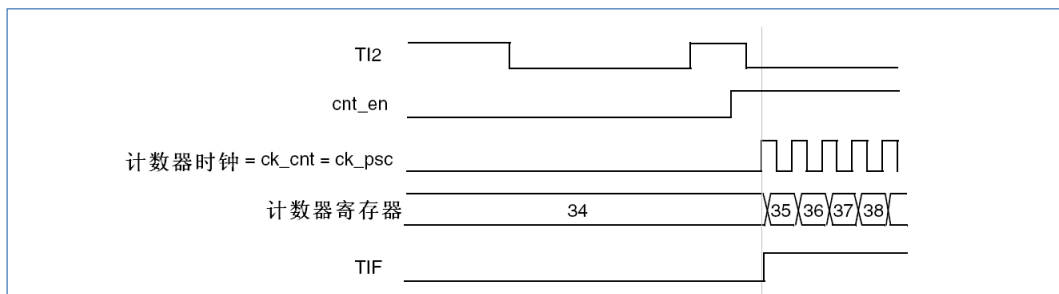 TI2
cnt_en
计数器时钟 = ck_cnt = ck_psc
计数器寄存器 34 35 36 37 38
TIF